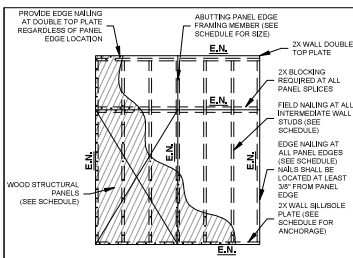 PROVIDE EDGE NAILING
AT DOUBLE TOP PLATE
REGARDLESS OF PANEL
EDGE LOCATION
ABUTTING PANEL EDGE
FRAMING MEMBER (SEE
SCHEDULE FOR SIZE)
E.N.
E.N.
E.N.
E.N.
E.N.
E.N.
2X WALL DOUBLE
TOP PLATE
2X BLOCKING
REQUIRED AT ALL
PANEL SPLICES
FIELD NAILING AT ALL
INTERMEDIATE WALL
STUDS (SEE
SCHEDULE)
EDGE NAILING AT
ALL PANEL EDGES
(SEE SCHEDULE)
NAILS SHALL BE
LOCATED AT LEAST
3/8" FROM PANEL
EDGE
2X WALL SILL/SOLE
PLATE (SEE
SCHEDULE FOR
ANCHORAGE)
WOOD STRUCTURAL
PANELS
(SEE SCHEDULE)